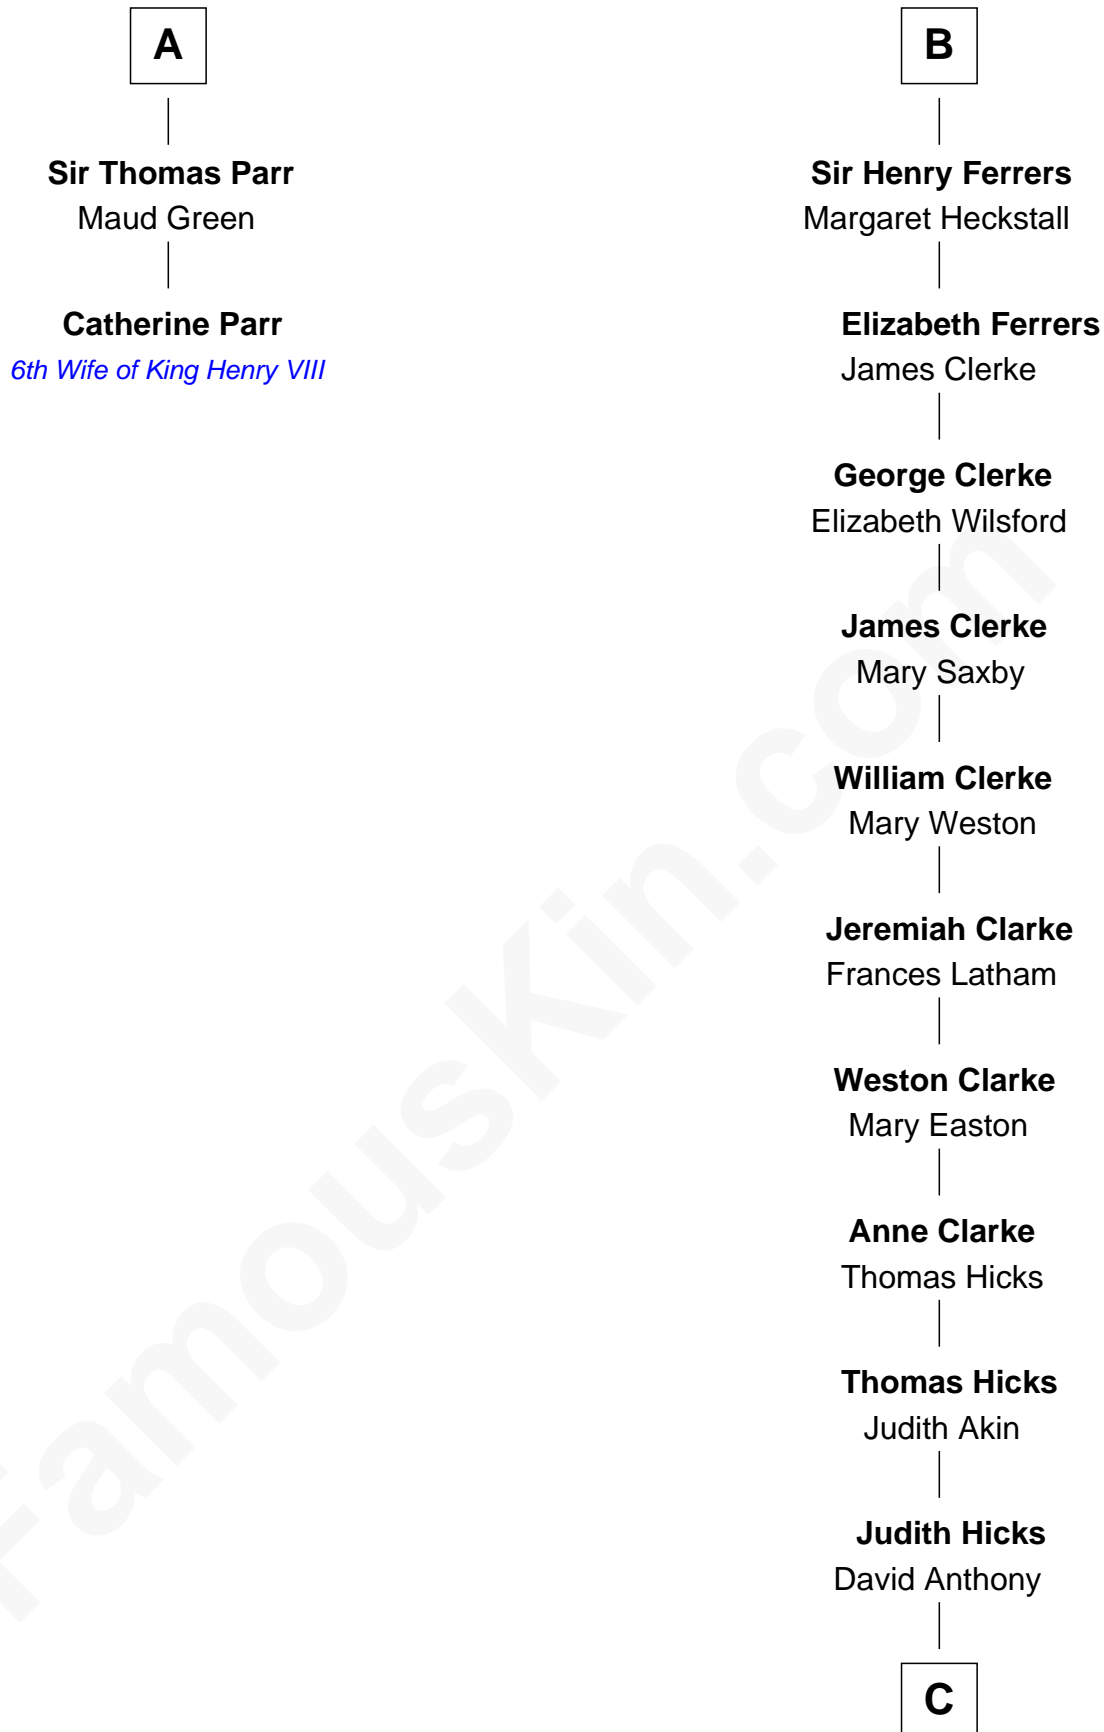 A
Sir Thomas Parr
Maud Green
Catherine Parr
6th Wife of King Henry VIII
B
Sir Henry Ferrers
Margaret Heckstall
Elizabeth Ferrers
James Clerke
George Clerke
Elizabeth Wilsford
James Clerke
Mary Saxby
William Clerke
Mary Weston
Jeremiah Clarke
Frances Latham
Weston Clarke
Mary Easton
Anne Clarke
Thomas Hicks
Thomas Hicks
Judith Akin
Judith Hicks
David Anthony
C
FamousKin.com